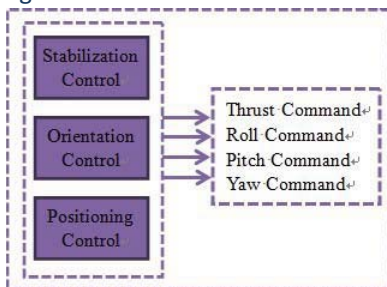 Stabilization
Control
Orientation
Control
Positioning
Control
Thrust Command
Roll Command
Pitch Command
Yaw Command